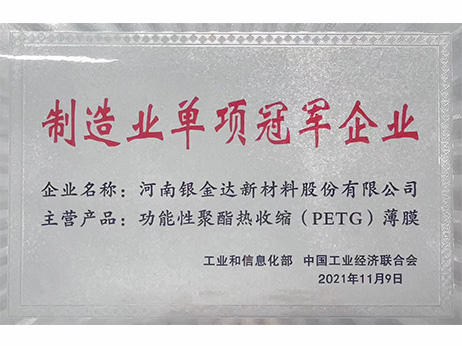 制造业单项冠军企业
企业名称：河南银金达新材料股份有限公司
主营产品：功能性聚酯热收缩（PETG）薄膜
工业和信息化部 中国工业经济联合会
2021年11月9日